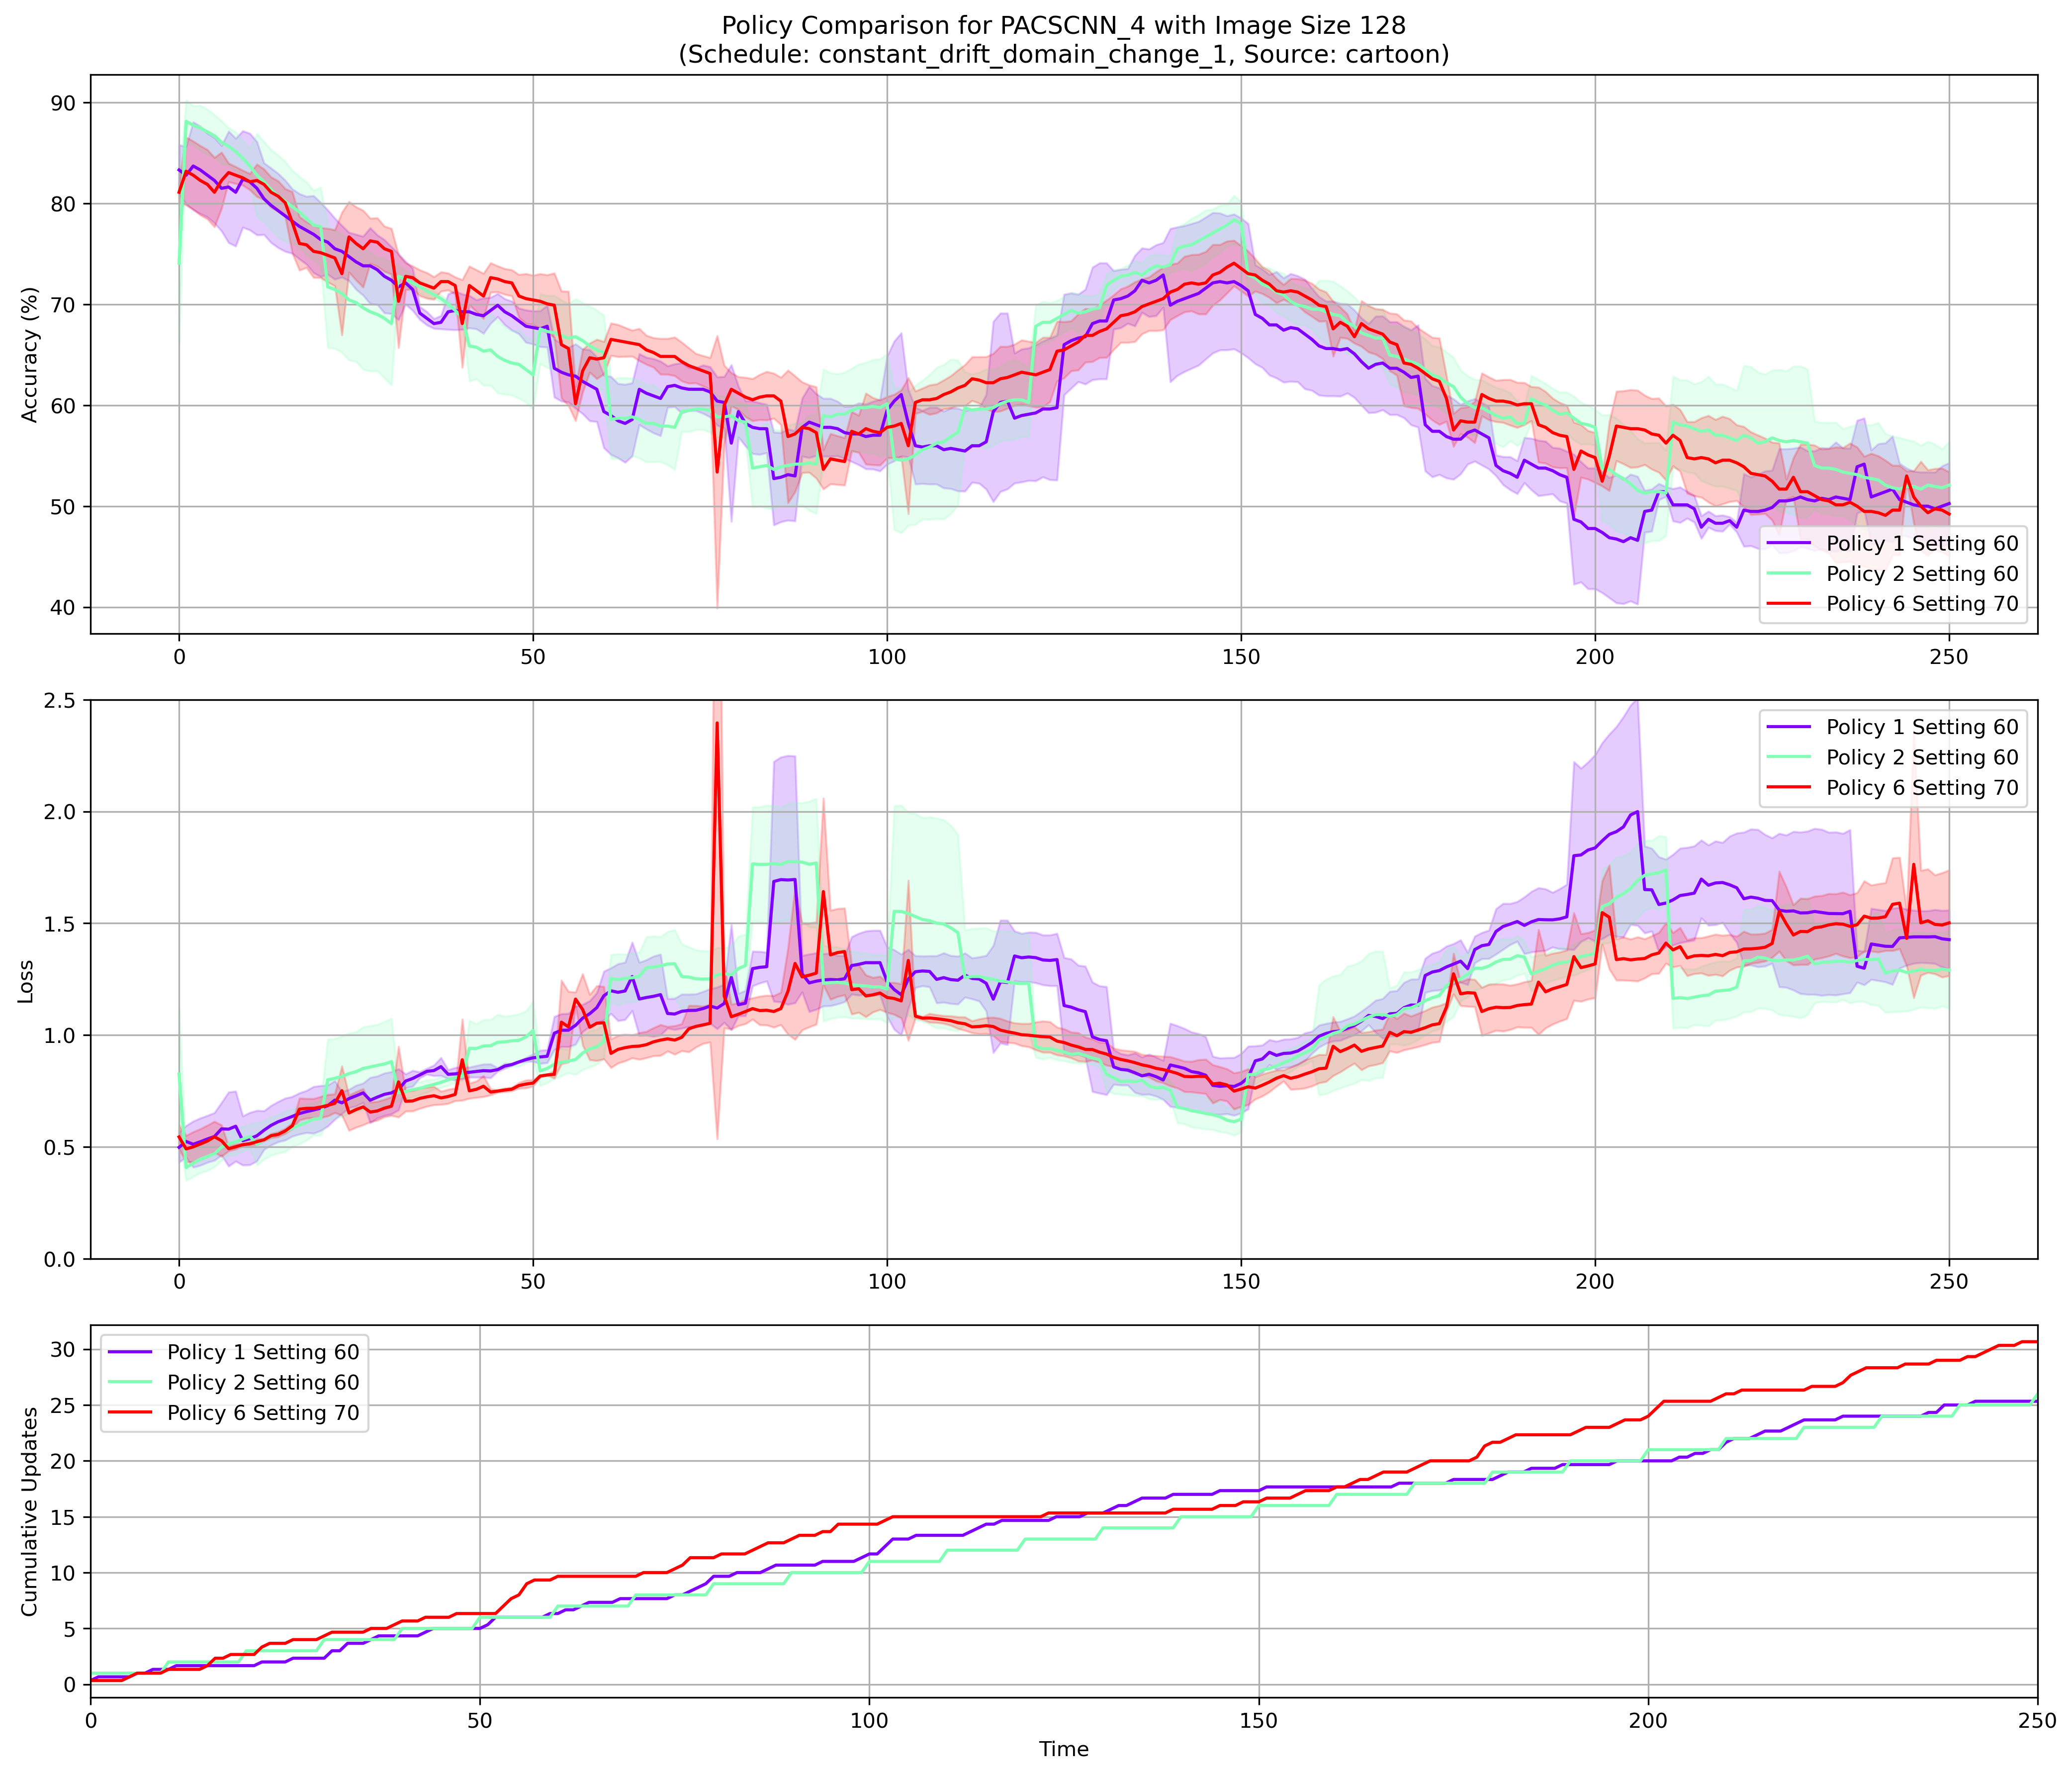 Policy Comparison for PACSCNN_4 with Image Size 128
(Schedule: constant_drift_domain_change_1, Source: cartoon)
Accuracy (%)
90
80
70
60
50
40
0 50 100 150 200 250
Policy 1 Setting 60
Policy 2 Setting 60
Policy 6 Setting 70
Loss
2.5
2.0
1.5
1.0
0.5
0.0
0 50 100 150 200 250
Policy 1 Setting 60
Policy 2 Setting 60
Policy 6 Setting 70
Cumulative Updates
30
25
20
15
10
5
0
0 50 100 150 200 250
Policy 1 Setting 60
Policy 2 Setting 60
Policy 6 Setting 70
Time